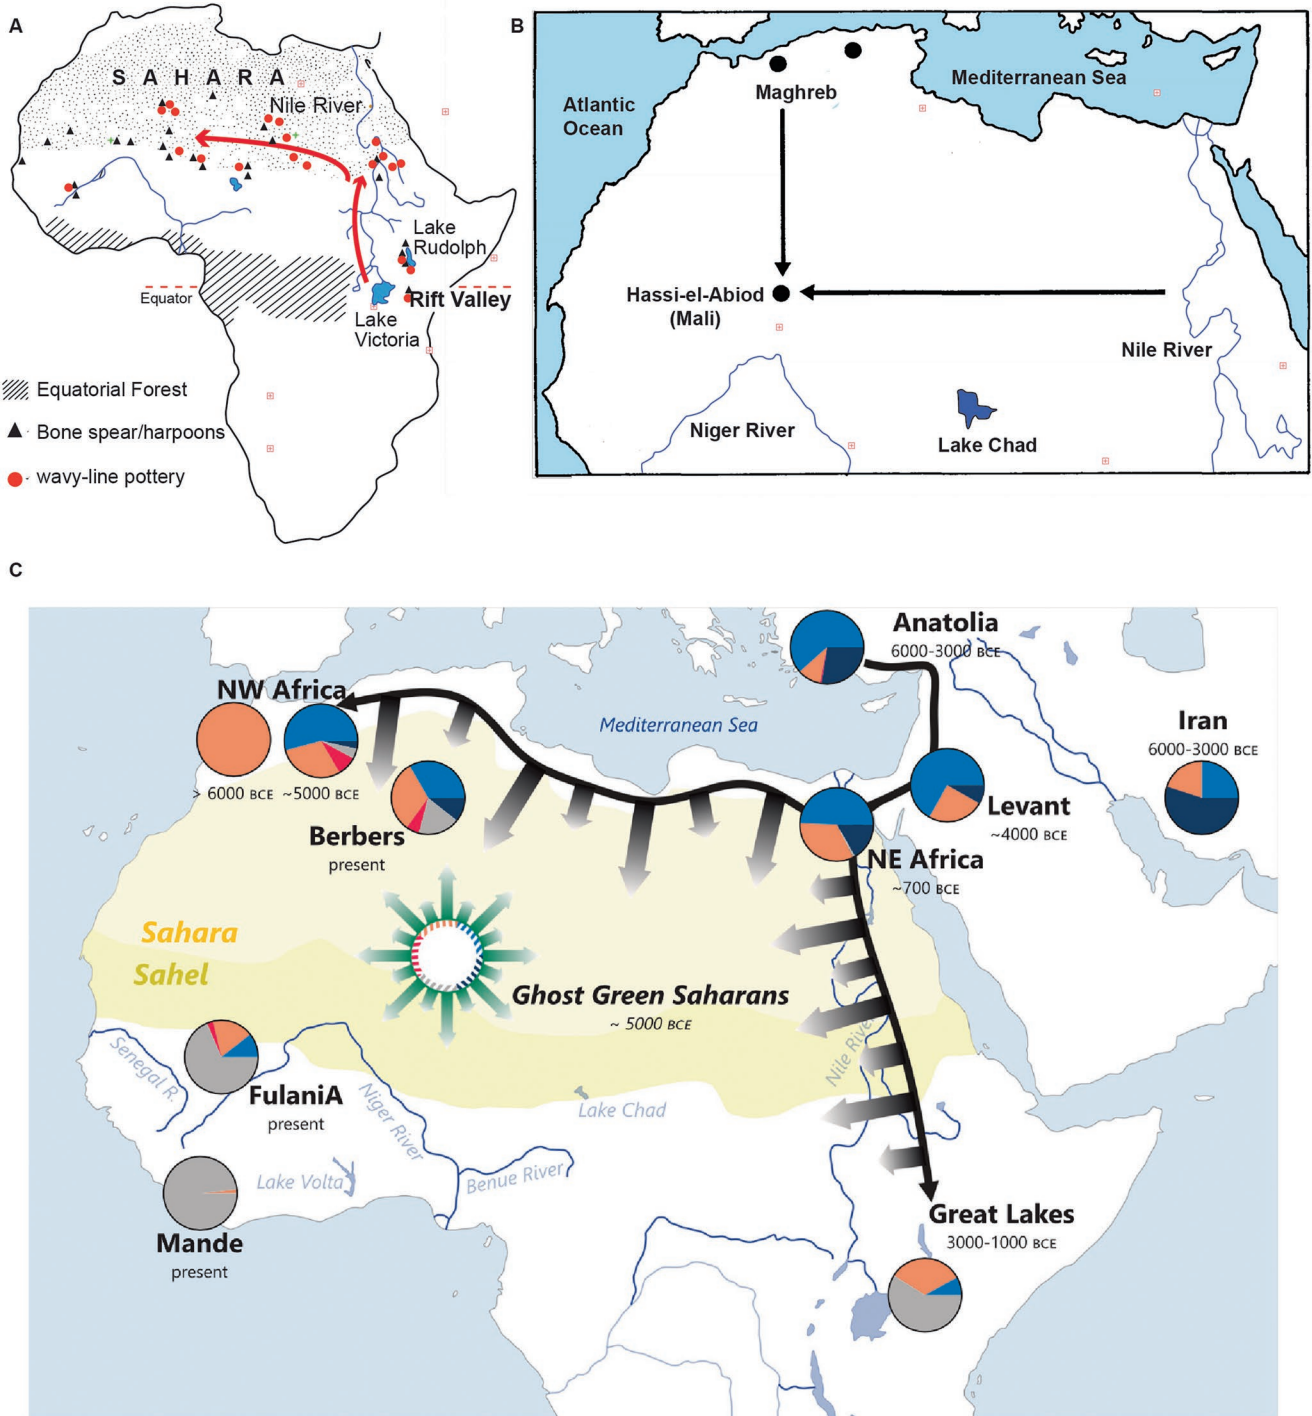 A
SAHARA
Nile River
Lake
Rudolph
Equator
Rift Valley
Lake
Victoria
Equatorial Forest
Bone spear/harpoons
wavy-line pottery
B
Atlantic
Ocean
Maghreb
Mediterranean Sea
Hassi-el-Abiod
(Mali)
Nile River
Niger River
Lake Chad
C
Anatolia
6000-3000 BCE
NW Africa
> 6000 BCE
~5000 BCE
Mediterranean Sea
Iran
6000-3000 BCE
Berbers
present
Levant
~4000 BCE
NE Africa
~700 BCE
Sahara
Sahel
Ghost Green Saharans
~ 5000 BCE
Nile River
Senegal R.
FulaniA
present
Niger River
Lake Chad
Lake Volta
Benue River
Mande
present
Great Lakes
3000-1000 BCE